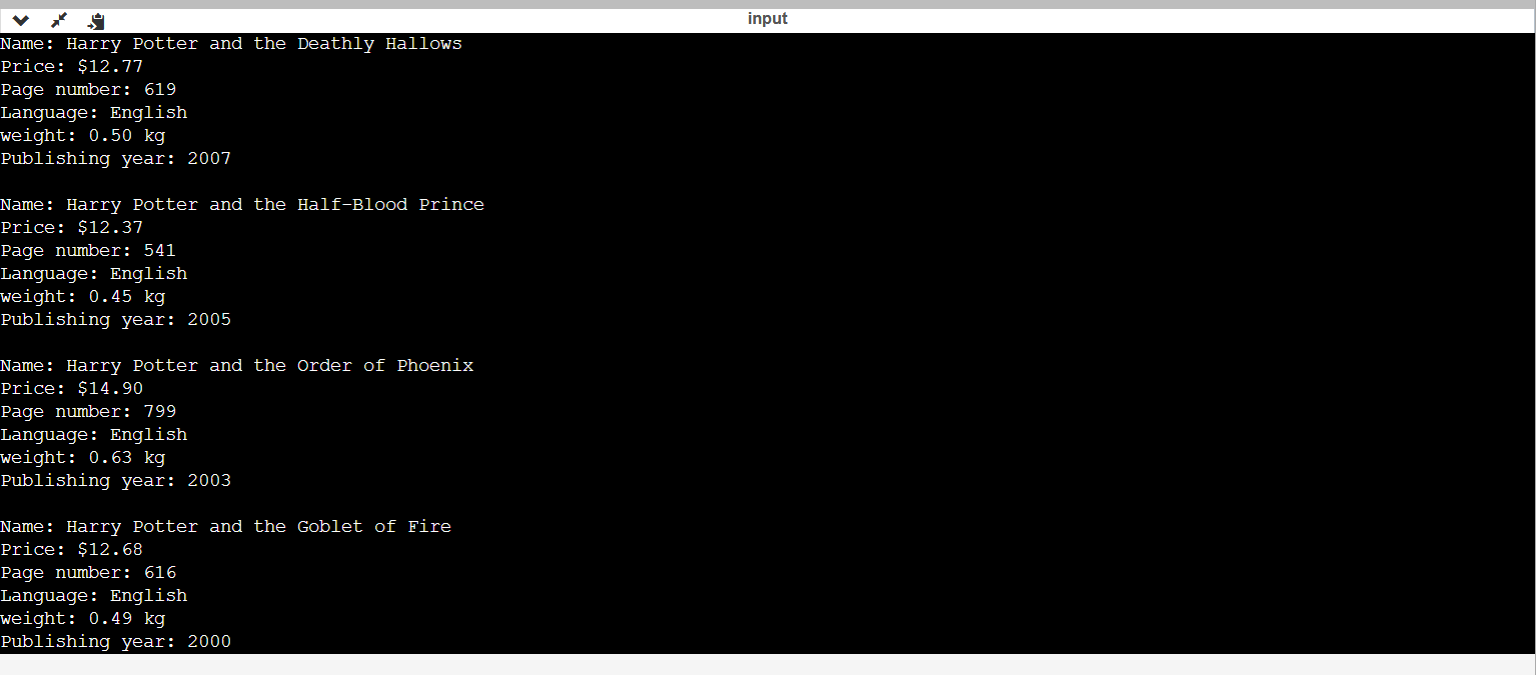 input
Name: Harry Potter and the Deathly Hallows
Price: $12.77
Page number: 619
Language: English
weight: 0.50 kg
Publishing year: 2007
Name: Harry Potter and the Half-Blood Prince
Price: $12.37
Page number: 541
Language: English
weight: 0.45 kg
Publishing year: 2005
Name: Harry Potter and the Order of Phoenix
Price: $14.90
Page number: 799
Language: English
weight: 0.63 kg
Publishing year: 2003
Name: Harry Potter and the Goblet of Fire
Price: $12.68
Page number: 616
Language: English
weight: 0.49 kg
Publishing year: 2000